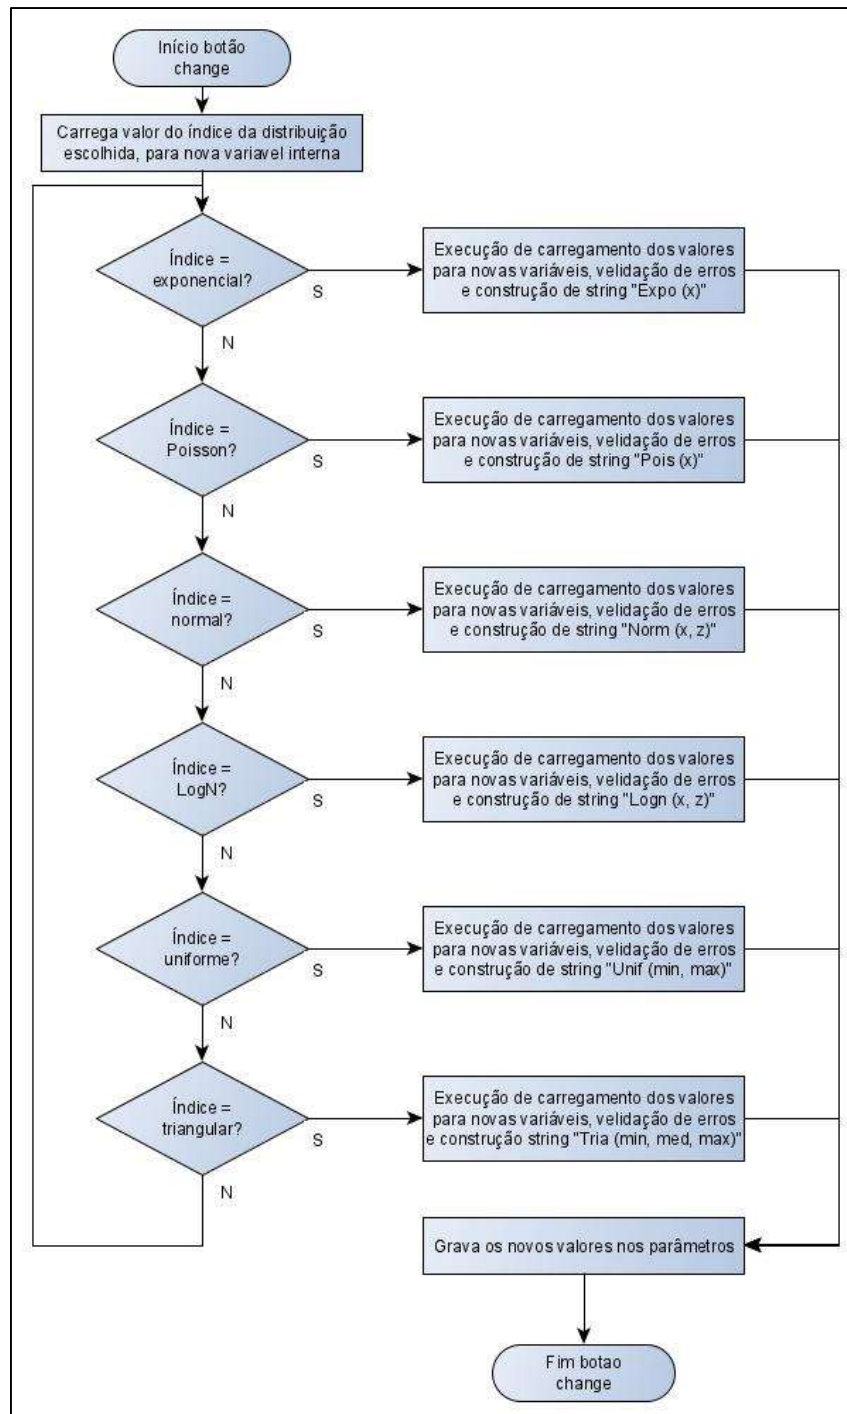 Início botão
change
Carrega valor do índice da distribuição
escolhida, para nova variavel interna
Índice =
exponencial?
S
N
Execução de carregamento dos valores
para novas variáveis, velidação de erros
e construção de string "Expo (x)"
Índice =
Poisson?
S
N
Execução de carregamento dos valores
para novas variáveis, velidação de erros
e construção de string "Pois (x)"
Índice =
normal?
S
N
Execução de carregamento dos valores
para novas variáveis, velidação de erros
e construção de string "Norm (x, z)"
Índice =
LogN?
S
N
Execução de carregamento dos valores
para novas variáveis, velidação de erros
e construção de string "Logn (x, z)"
Índice =
uniforme?
S
N
Execução de carregamento dos valores
para novas variáveis, velidação de erros
e construção de string "Unif (min, max)"
Índice =
triangular?
S
N
Execução de carregamento dos valores
para novas variáveis, velidação de erros
e construção string "Tria (min, med, max)"
Grava os novos valores nos parâmetros
Fim botao
change